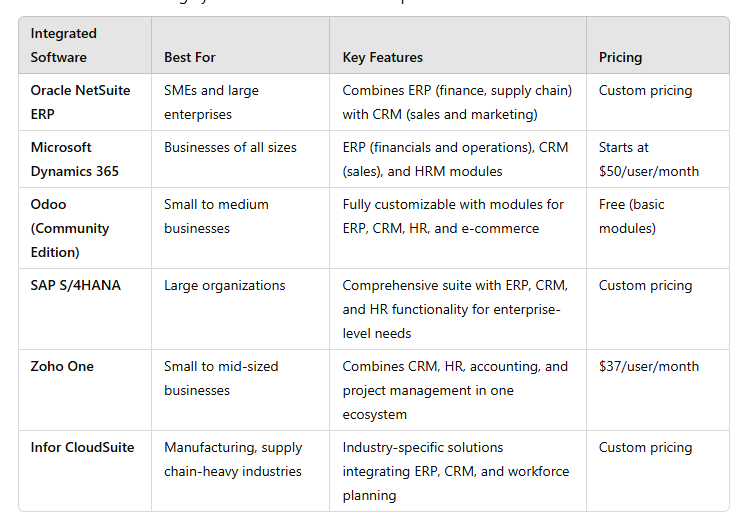 Integrated
Software
Best For
Key Features
Pricing
Oracle NetSuite
ERP
SMEs and large
enterprises
Combines ERP (finance, supply chain)
with CRM (sales and marketing)
Custom pricing
Microsoft
Dynamics 365
Businesses of all sizes
ERP (financials and operations), CRM
(sales), and HRM modules
Starts at
$50/user/month
Odoo
(Community
Edition)
Small to medium
businesses
Fully customizable with modules for
ERP, CRM, HR, and e-commerce
Free (basic
modules)
SAP S/4HANA
Large organizations
Comprehensive suite with ERP, CRM,
and HR functionality for enterprise-
level needs
Custom pricing
Zoho One
Small to mid-sized
businesses
Combines CRM, HR, accounting, and
project management in one
ecosystem
$37/user/month
Infor CloudSuite
Manufacturing, supply
chain-heavy industries
Industry-specific solutions
integrating ERP, CRM, and workforce
planning
Custom pricing